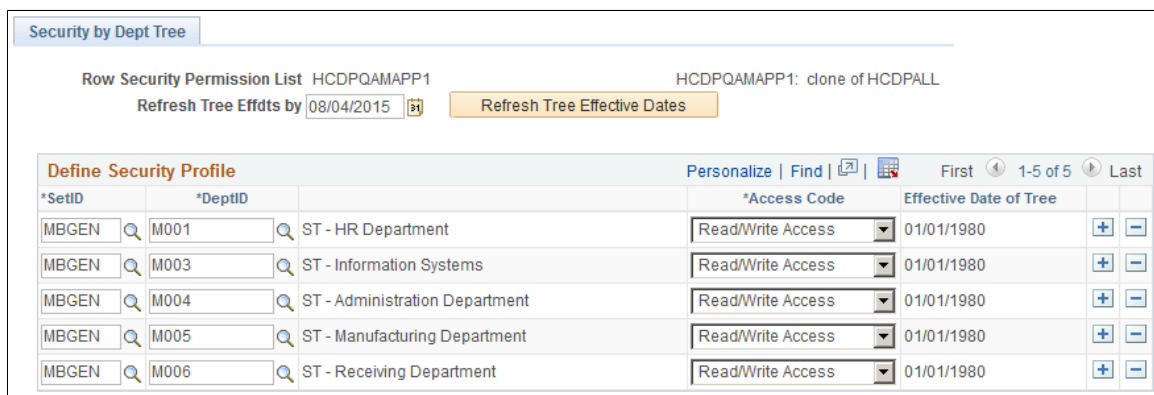 Security by Dept Tree
Row Security Permission List HCDPQAMAPP1 HCDPQAMAPP1: clone of HCDPALL
Refresh Tree Effdts by 08/04/2015 31 Refresh Tree Effective Dates
Define Security Profile Personalize | Find | | First 1-5 of 5 Last
*SetID *DeptID *Access Code Effective Date of Tree
MBGEN M001 ST - HR Department Read/Write Access 01/01/1980 + -
MBGEN M003 ST - Information Systems Read/Write Access 01/01/1980 + -
MBGEN M004 ST - Administration Department Read/Write Access 01/01/1980 + -
MBGEN M005 ST - Manufacturing Department Read/Write Access 01/01/1980 + -
MBGEN M006 ST - Receiving Department Read/Write Access 01/01/1980 + -